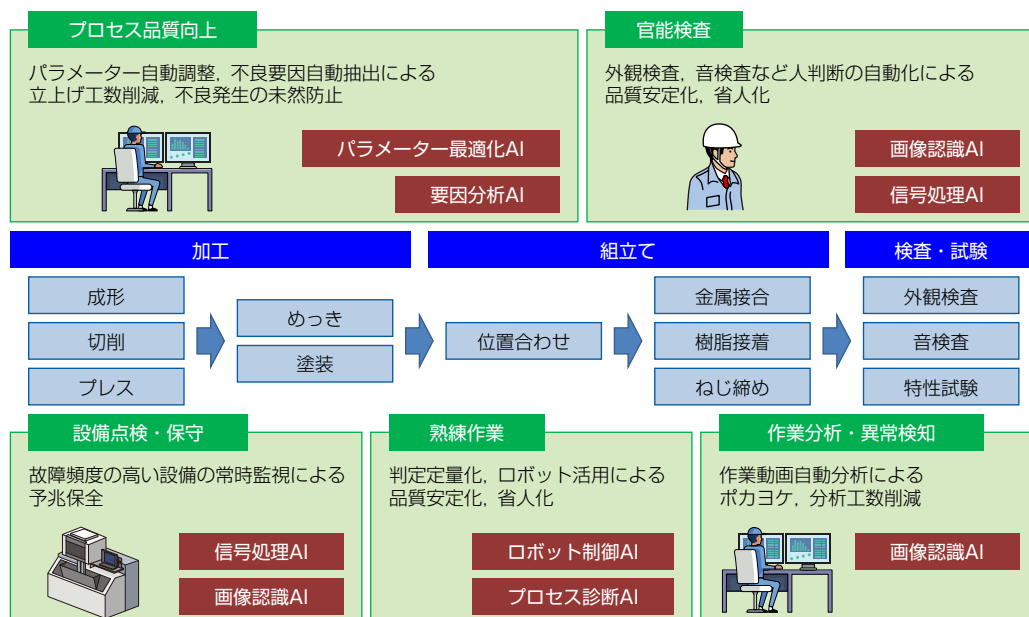 プロセス品質向上
パラメーター自動調整，不良要因自動抽出による
立上げ工数削減，不良発生の未然防止
パラメーター最適化AI
要因分析AI
官能検査
外観検査，音検査など人判断の自動化による
品質安定化，省人化
画像認識AI
信号処理AI
加工
組立て
検査・試験
成形
切削
プレス
めっき
塗装
位置合わせ
金属接合
樹脂接着
ねじ締め
外観検査
音検査
特性試験
設備点検・保守
故障頻度の高い設備の常時監視による
予兆保全
信号処理AI
画像認識AI
熟練作業
判定定量化，ロボット活用による
品質安定化，省人化
ロボット制御AI
プロセス診断AI
作業分析・異常検知
作業動画自動分析による
ポカヨケ，分析工数削減
画像認識AI